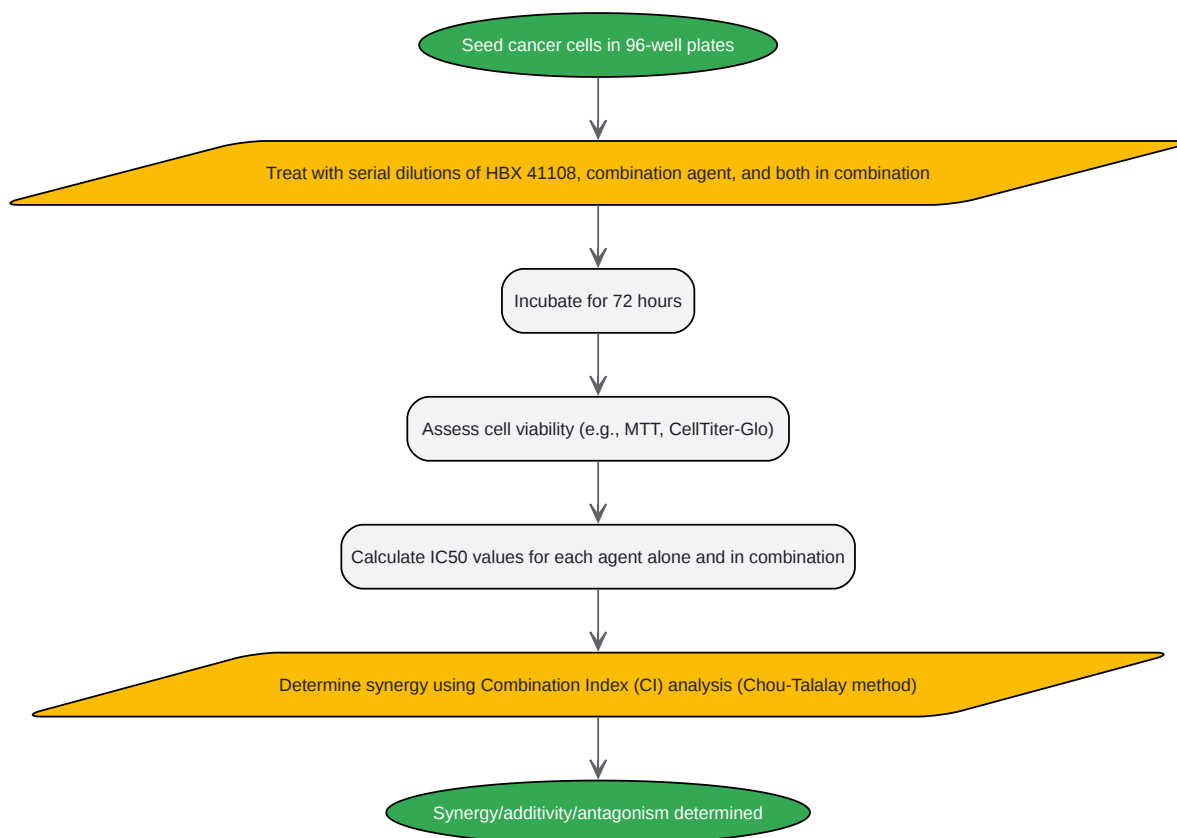 Seed cancer cells in 96-well plates
Treat with serial dilutions of HBX 41108, combination agent, and both in combination
Incubate for 72 hours
Assess cell viability (e.g., MTT, CellTiter-Glo)
Calculate IC50 values for each agent alone and in combination
Determine synergy using Combination Index (CI) analysis (Chou-Talalay method)
Synergy/additivity/antagonism determined